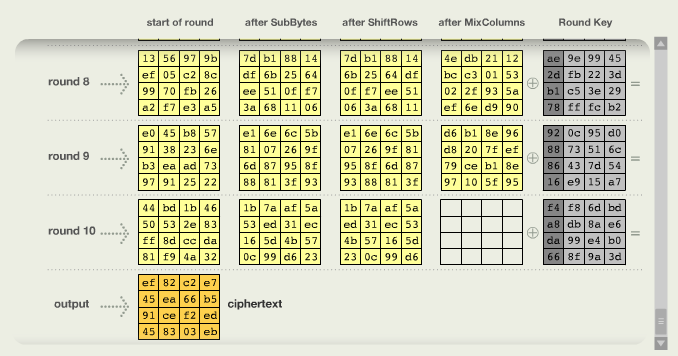 start of round after SubBytes after ShiftRows after MixColumns Round Key
13 56 97 9b 7d b1 88 14 7d b1 88 14 4e db 21 12 ae 9e 99 45
round 8 ef 05 c2 8c df 6b 25 64 6b 25 64 df bc c3 01 53 ⊕ 2d fb 22 3d =
99 70 fb 26 ee 51 0f f7 0f f7 ee 51 02 2f 93 5a b1 c5 3e 29
a2 f7 e3 a5 3a 68 11 06 06 3a 68 11 ef 6e d9 90 78 ff fc b2
e0 45 b8 57 e1 6e 6c 5b e1 6e 6c 5b d6 b1 8e 96 92 0c 95 d0
round 9 91 38 23 6e 81 07 26 9f 07 26 9f 81 d8 20 7f ef ⊕ 88 73 51 6c =
b3 ea ad 73 6d 87 95 8f 95 8f 6d 87 79 ce b1 8e 86 43 7d 54
97 91 25 22 88 81 3f 93 93 88 81 3f 97 10 5f 95 16 e9 15 a7
44 bd 1b 46 1b 7a af 5a 1b 7a af 5a f4 f8 6d bd
round 10 50 53 2e 83 53 ed 31 ec ed 31 ec 53 ⊕ a8 db 8a e6 =
ff 8d cc da 16 5d 4b 57 4b 57 16 5d da 99 e4 b0
81 f9 4a 32 0c 99 d6 23 23 0c 99 d6 66 8f 9a 3d
ef 82 c2 e7
output 45 ea 66 b5 ciphertext
91 ce f2 ed
45 83 03 eb